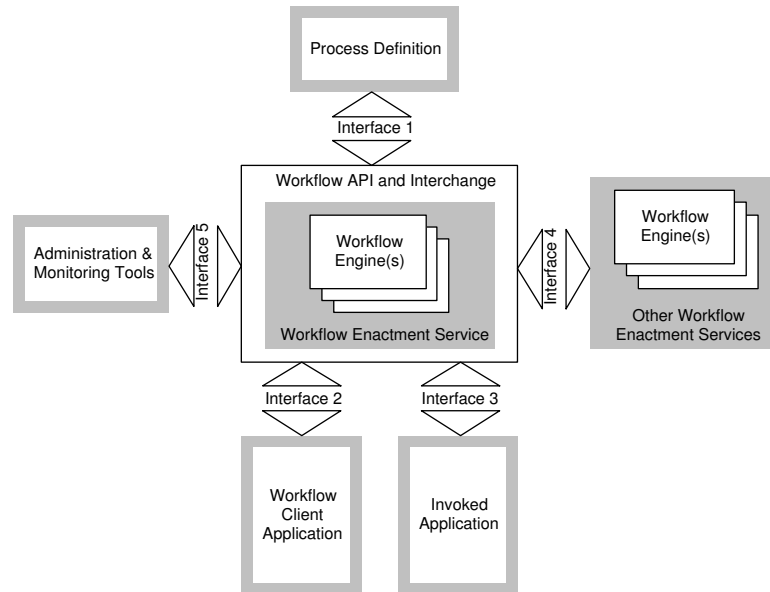 Process Definition
Interface 1
Workflow API and Interchange
Workflow
Engine(s)
Workflow Enactment Service
Administration &
Monitoring Tools
Interface 5
Interface 4
Workflow
Engine(s)
Other Workflow
Enactment Services
Interface 2
Interface 3
Workflow
Client
Application
Invoked
Application